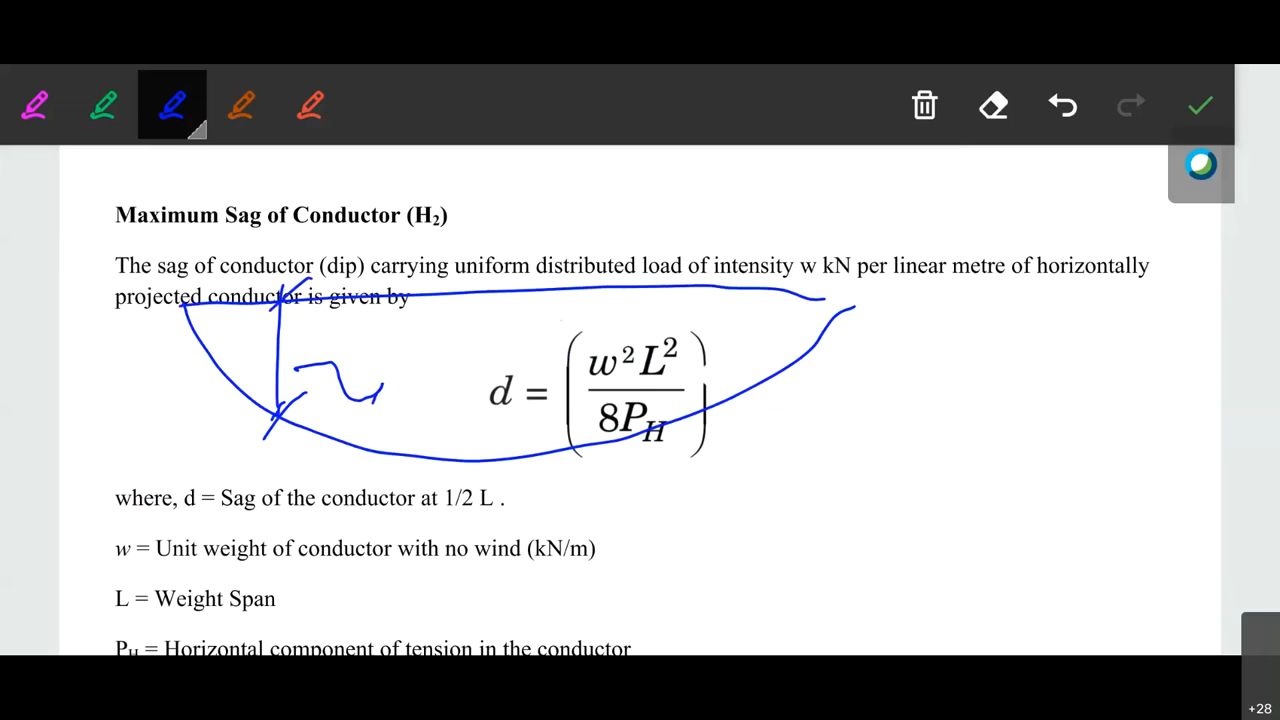 Maximum Sag of Conductor (H₂)
The sag of conductor (dip) carrying uniform distributed load of intensity w kN per linear metre of horizontally
projected conductor is given by
d = (w²L² / 8P_H)
where, d = Sag of the conductor at 1/2 L .
w = Unit weight of conductor with no wind (kN/m)
L = Weight Span
P_H = Horizontal component of tension in the conductor
+28